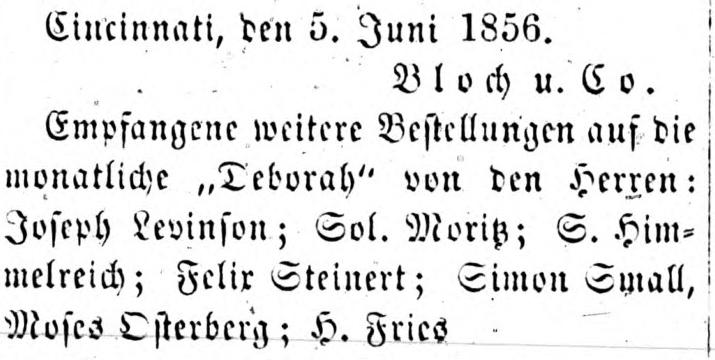 Cincinnati, den 5. Juni 1856.
Bloch u. Co.
Empfangene weitere Bestellungen auf die
monatliche „Deborah“ von den Herren:
Joseph Levinson; Sol. Moritz; S. Him-
melreich; Felix Steinert; Simon Small,
Moses Osterberg; H. Fries